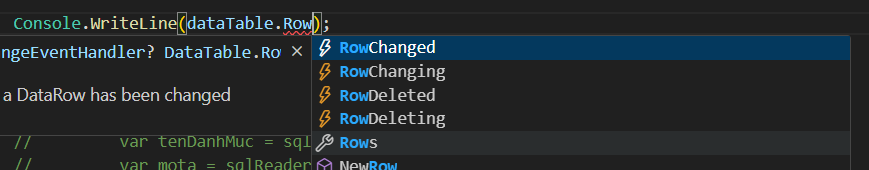 Console.WriteLine(dataTable.Row);
ngeEventHandler? DataTable.Ro
a DataRow has been changed
RowChanged
RowChanging
RowDeleted
RowDeleting
Rows
NewRow
// var tenDanhMuc = sql
// var mota = sqlReader